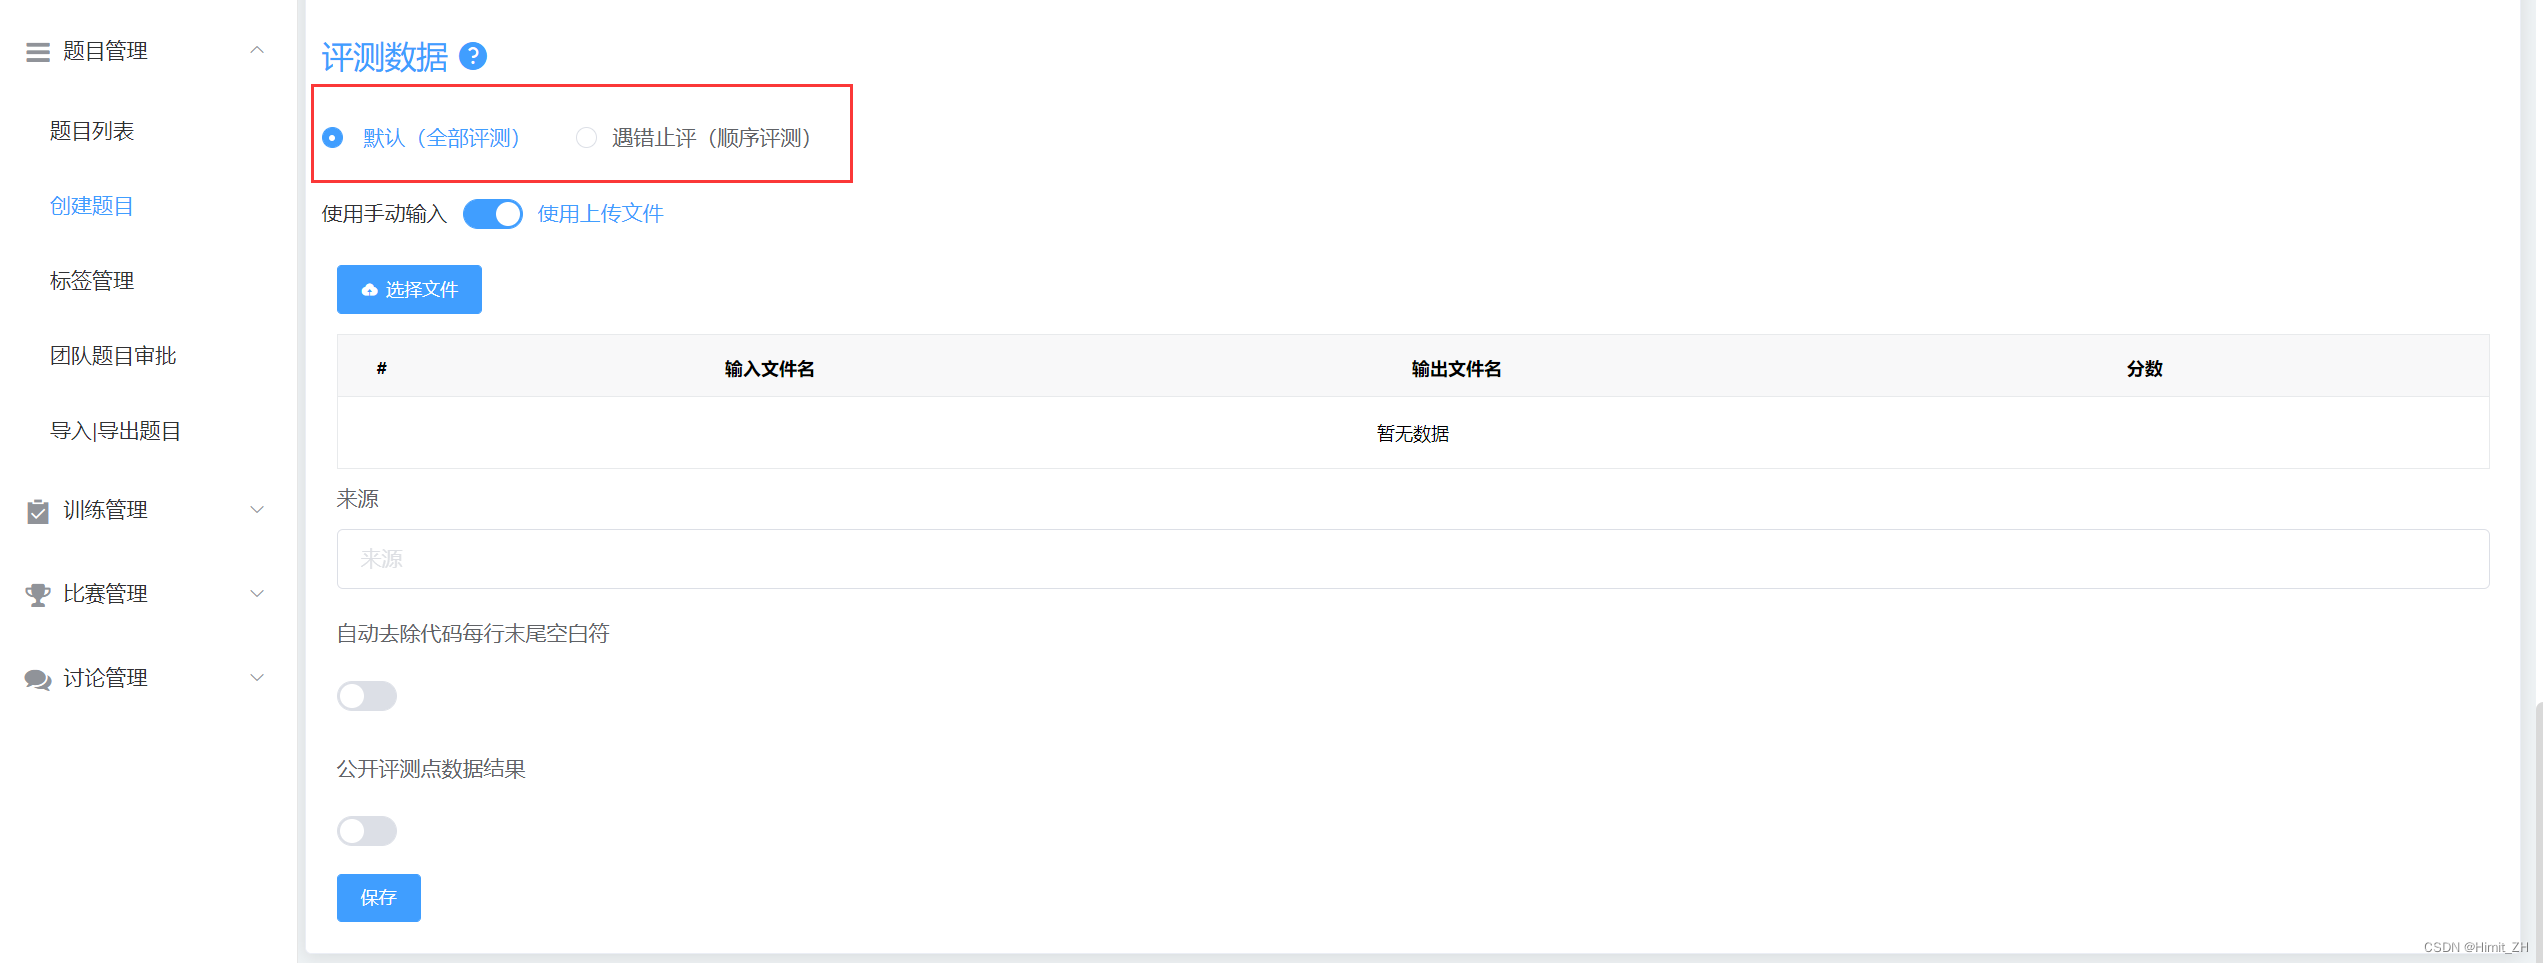 题目管理
题目列表
创建题目
标签管理
团队题目审批
导入|导出题目
训练管理
比赛管理
讨论管理
评测数据 ?
默认（全部评测） 遇错止评（顺序评测）
使用手动输入 使用上传文件
选择文件
# 输入文件名 输出文件名 分数
暂无数据
来源
来源
自动去除代码每行末尾空白符
公开评测点数据结果
保存
CSDN @Himit_ZH